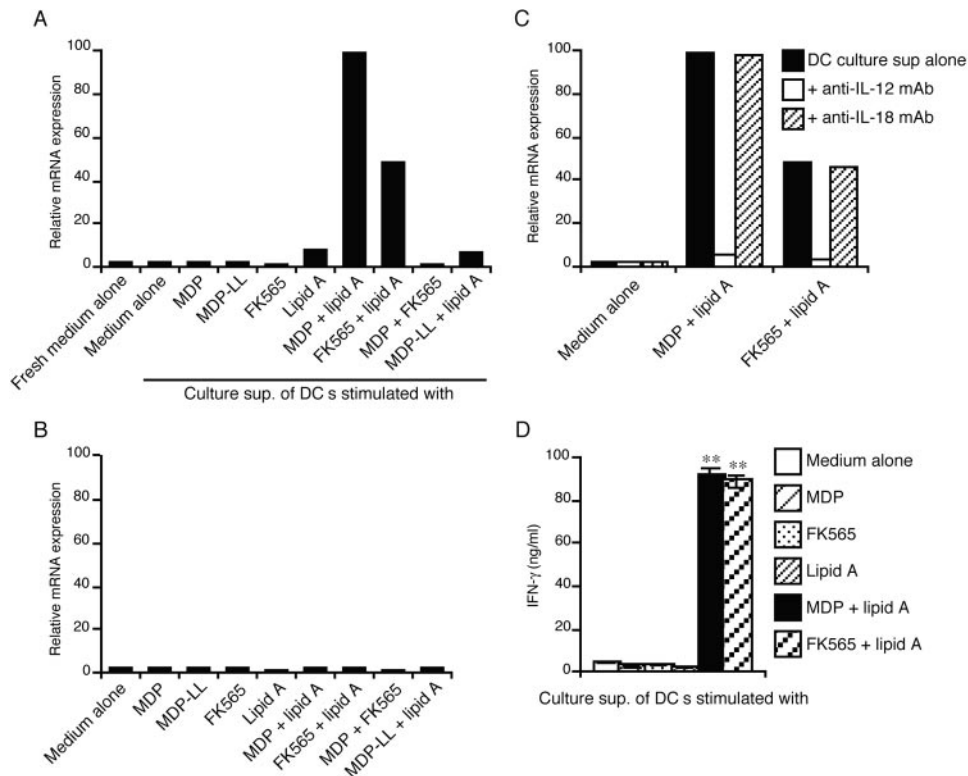 A
Relative mRNA expression
100
80
60
40
20
0
Fresh medium alone
Medium alone
MDP
MDP-LL
FK565
Lipid A
MDP + lipid A
FK565 + lipid A
MDP + FK565
MDP-LL + lipid A
Culture sup. of DC s stimulated with
C
Relative mRNA expression
100
80
60
40
20
0
Medium alone
MDP + lipid A
FK565 + lipid A
DC culture sup alone
+ anti-IL-12 mAb
+ anti-IL-18 mAb
B
Relative mRNA expression
100
80
60
40
20
0
Medium alone
MDP
MDP-LL
FK565
Lipid A
MDP + lipid A
FK565 + lipid A
MDP + FK565
MDP-LL + lipid A
D
IFN-γ (ng/ml)
100
80
60
40
20
0
** **
Culture sup. of DC s stimulated with
Medium alone
MDP
FK565
Lipid A
MDP + lipid A
FK565 + lipid A